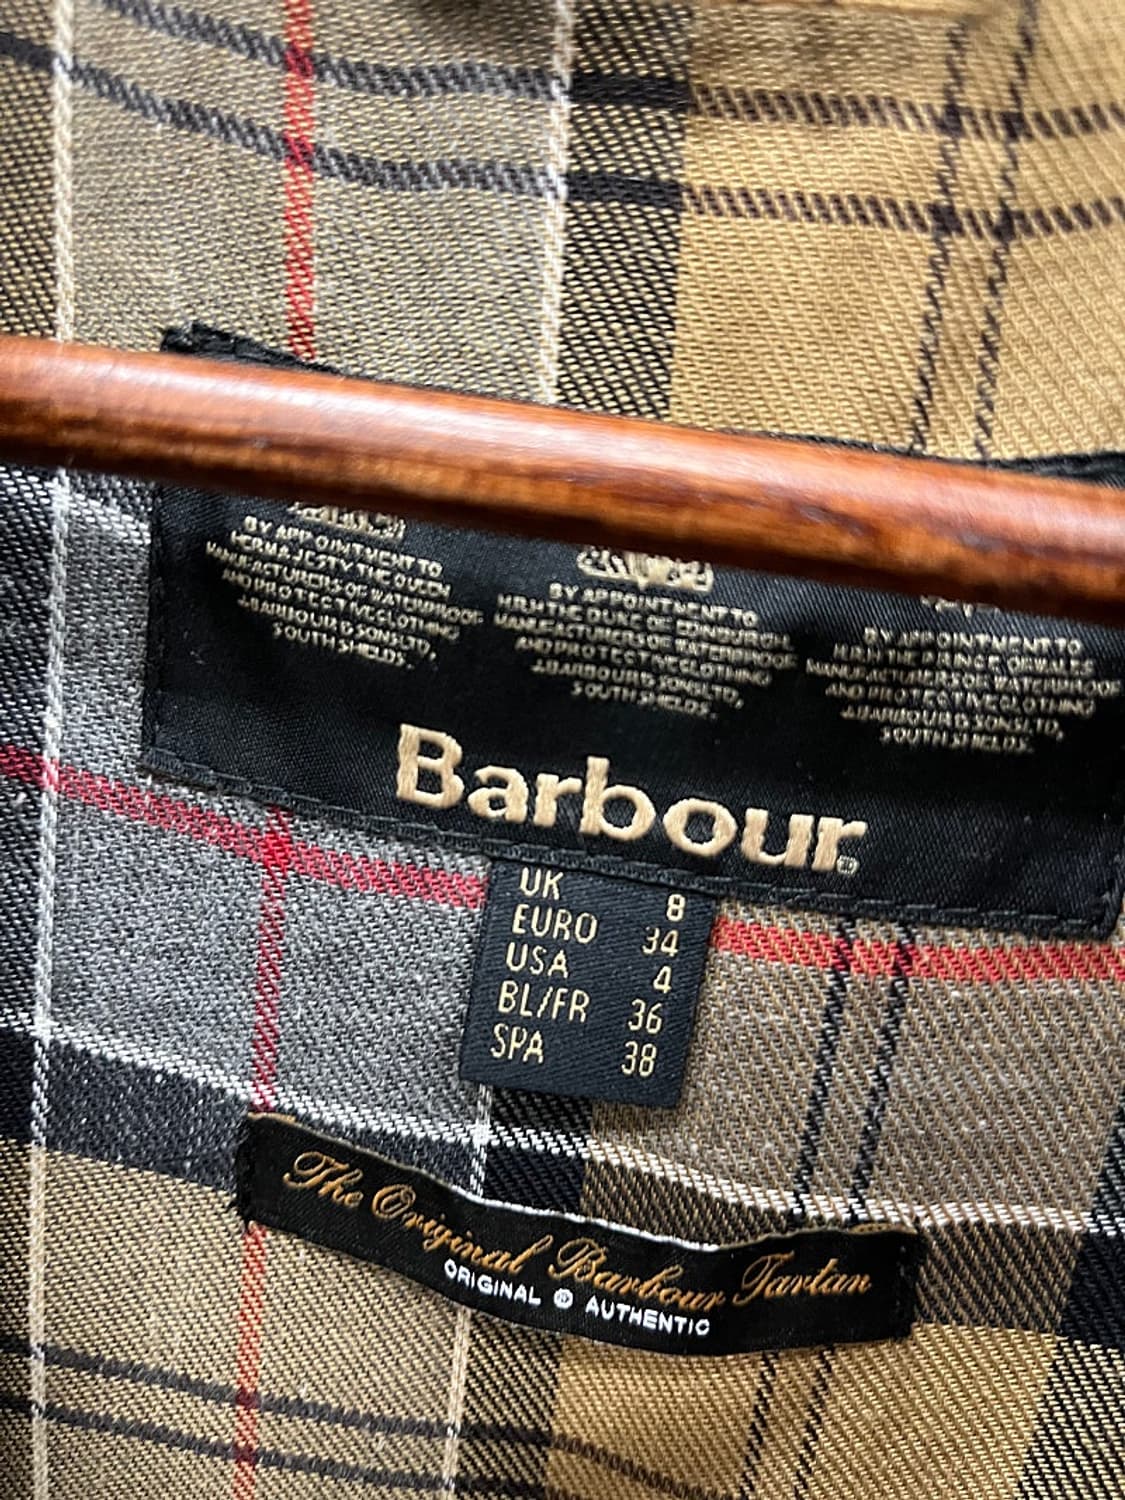 BY APPOINTMENT TO
HER MAJESTY THE QUEEN
MANUFACTURERS OF WATERPROOF
AND PROTECTIVE CLOTHING
J.BARBOUR & SONS LTD,
SOUTH SHIELDS.
BY APPOINTMENT TO
H.R.H THE DUKE OF EDINBURGH
MANUFACTURERS OF WATERPROOF
AND PROTECTIVE CLOTHING
J.BARBOUR & SONS LTD,
SOUTH SHIELDS.
BY APPOINTMENT TO
H.R.H THE PRINCE OF WALES
MANUFACTURERS OF WATERPROOF
AND PROTECTIVE CLOTHING
J.BARBOUR & SONS LTD,
SOUTH SHIELDS.
Barbour®
UK 8
EURO 34
USA 4
BL/FR 36
SPA 38
The Original Barbour Tartan
ORIGINAL & AUTHENTIC